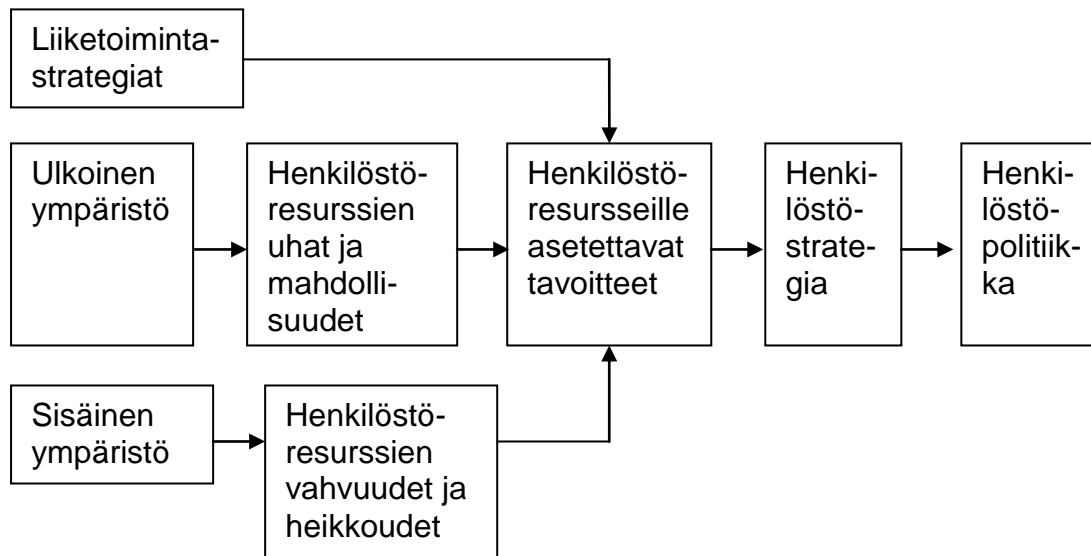 Liiketoiminta-
strategiat
Ulkoinen
ympäristö
Henkilöstö-
resurssien
uhat ja
mahdolli-
suudet
Henkilöstö-
resursseille
asetettavat
tavoitteet
Henki-
löstö-
strate-
gia
Henki-
löstö-
politiik-
ka
Sisäinen
ympäristö
Henkilöstö-
resurssien
vahvuudet ja
heikkoudet